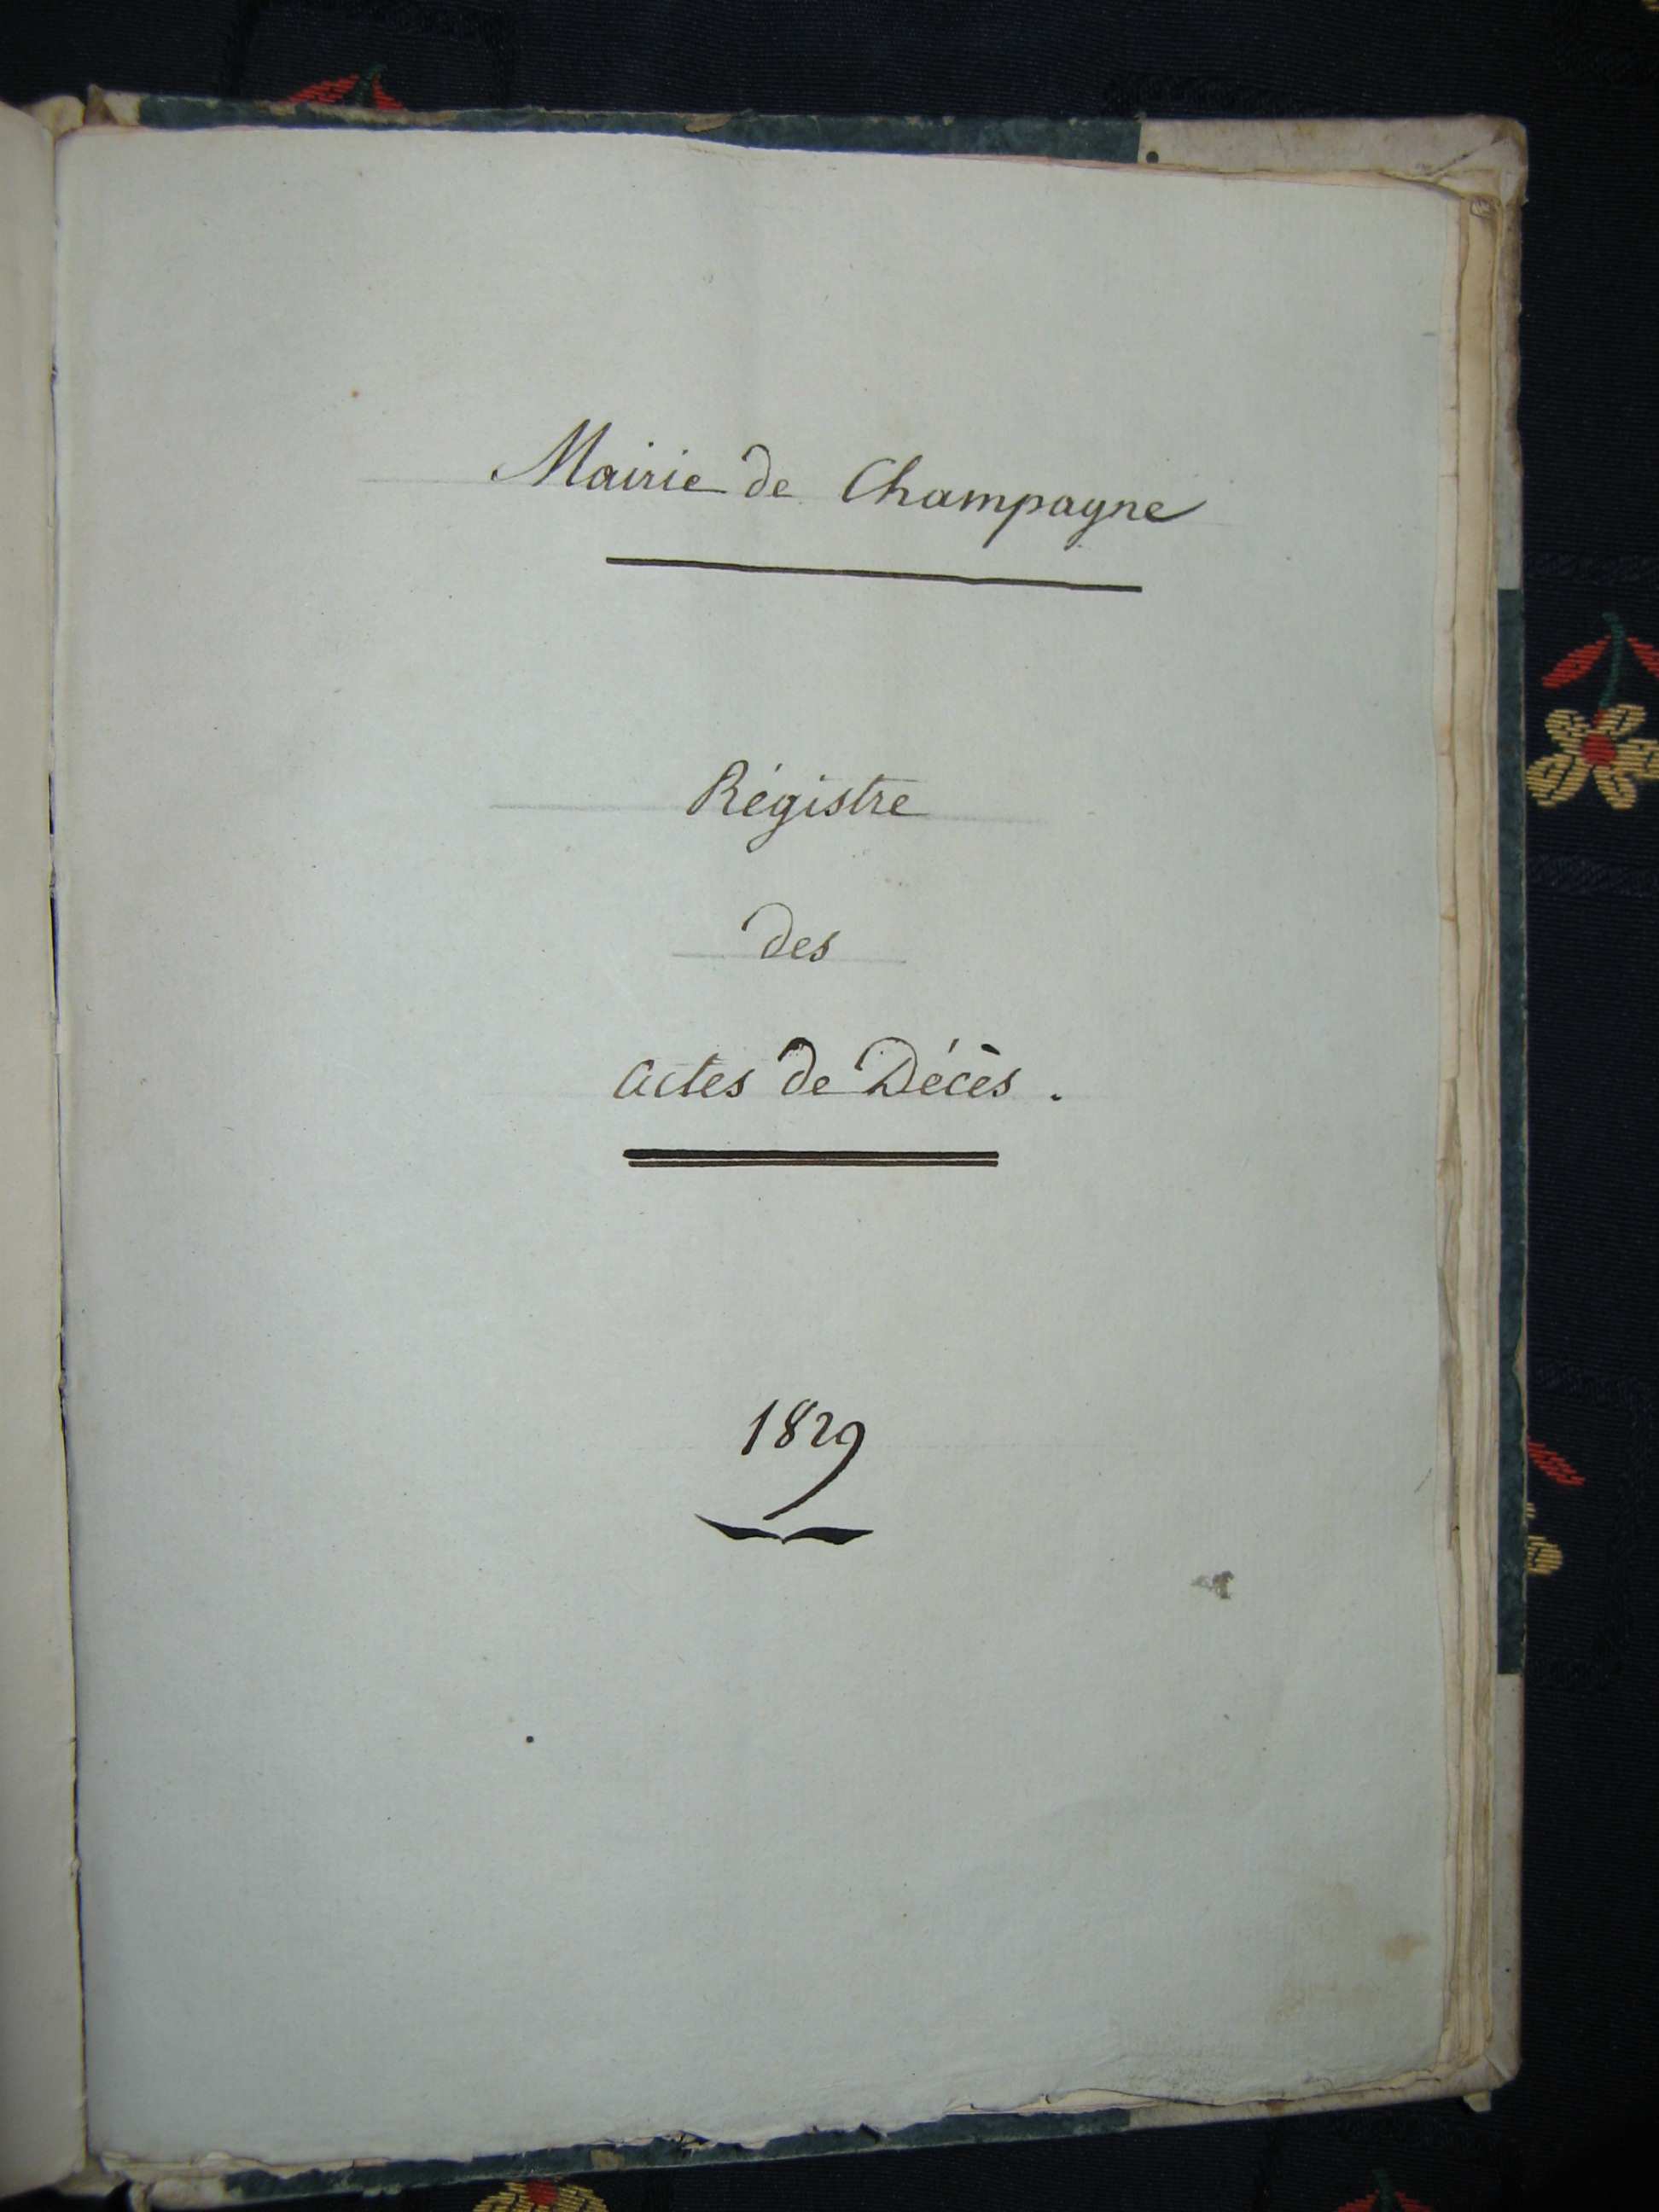 Mairie de Champagne
Régistre
des
actes de Décès.
1829